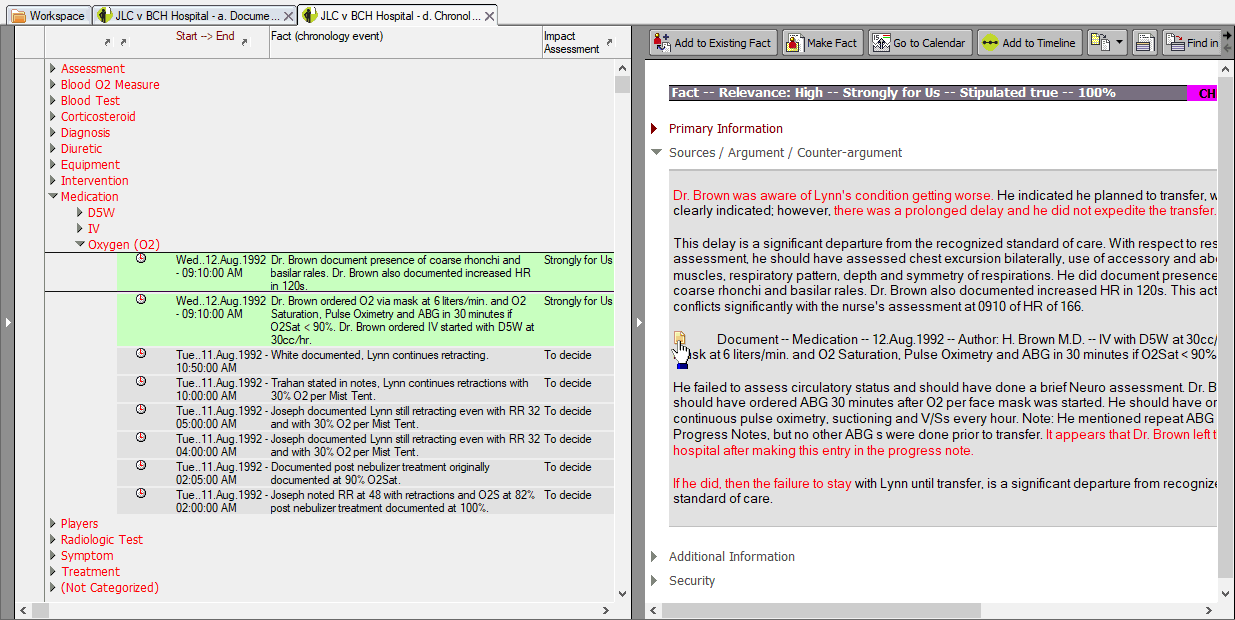 Workspace
JLC v BCH Hospital - a. Docume ...
JLC v BCH Hospital - d. Chronol ...
Start --> End
Fact (chronology event)
Impact
Assessment
Assessment
Blood O2 Measure
Blood Test
Corticosteroid
Diagnosis
Diuretic
Equipment
Intervention
Medication
D5W
IV
Oxygen (O2)
Wed..12.Aug.1992 Dr. Brown document presence of coarse rhonchi and Strongly for Us
- 09:10:00 AM basilar rales. Dr. Brown also documented increased HR
in 120s.
Wed..12.Aug.1992 Dr. Brown ordered O2 via mask at 6 liters/min. and O2 Strongly for Us
- 09:10:00 AM Saturation, Pulse Oximetry and ABG in 30 minutes if
O2Sat < 90%. Dr. Brown ordered IV started with D5W at
30cc/hr.
Tue..11.Aug.1992 - White documented, Lynn continues retracting. To decide
10:50:00 AM
Tue..11.Aug.1992 - Trahan stated in notes, Lynn continues retractions with To decide
10:00:00 AM 30% O2 per Mist Tent.
Tue..11.Aug.1992 - Joseph documented Lynn still retracting even with RR 32 To decide
05:00:00 AM and with 30% O2 per Mist Tent.
Tue..11.Aug.1992 - Joseph documented Lynn still retracting even with RR 32 To decide
04:00:00 AM and with 30% O2 per Mist Tent.
Tue..11.Aug.1992 - Documented post nebulizer treatment originally To decide
02:05:00 AM documented at 90% O2Sat.
Tue..11.Aug.1992 - Joseph noted RR at 48 with retractions and O2S at 82% To decide
02:00:00 AM post nebulizer treatment documented at 100%.
Players
Radiologic Test
Symptom
Treatment
(Not Categorized)
Add to Existing Fact
Make Fact
Go to Calendar
Add to Timeline
Find in
Fact -- Relevance: High -- Strongly for Us -- Stipulated true -- 100% CH
Primary Information
Sources / Argument / Counter-argument
Dr. Brown was aware of Lynn's condition getting worse. He indicated he planned to transfer, w
clearly indicated; however, there was a prolonged delay and he did not expedite the transfer.
This delay is a significant departure from the recognized standard of care. With respect to res
assessment, he should have assessed chest excursion bilaterally, use of accessory and abd
muscles, respiratory pattern, depth and symmetry of respirations. He did document presence
coarse rhonchi and basilar rales. Dr. Brown also documented increased HR in 120s. This act
conflicts significantly with the nurse's assessment at 0910 of HR of 166.
Document -- Medication -- 12.Aug.1992 -- Author: H. Brown M.D. -- IV with D5W at 30cc/
ask at 6 liters/min. and O2 Saturation, Pulse Oximetry and ABG in 30 minutes if O2Sat < 90%
He failed to assess circulatory status and should have done a brief Neuro assessment. Dr. B
should have ordered ABG 30 minutes after O2 per face mask was started. He should have or
continuous pulse oximetry, suctioning and V/Ss every hour. Note: He mentioned repeat ABG
Progress Notes, but no other ABG s were done prior to transfer. It appears that Dr. Brown left t
hospital after making this entry in the progress note.
If he did, then the failure to stay with Lynn until transfer, is a significant departure from recognize
standard of care.
Additional Information
Security